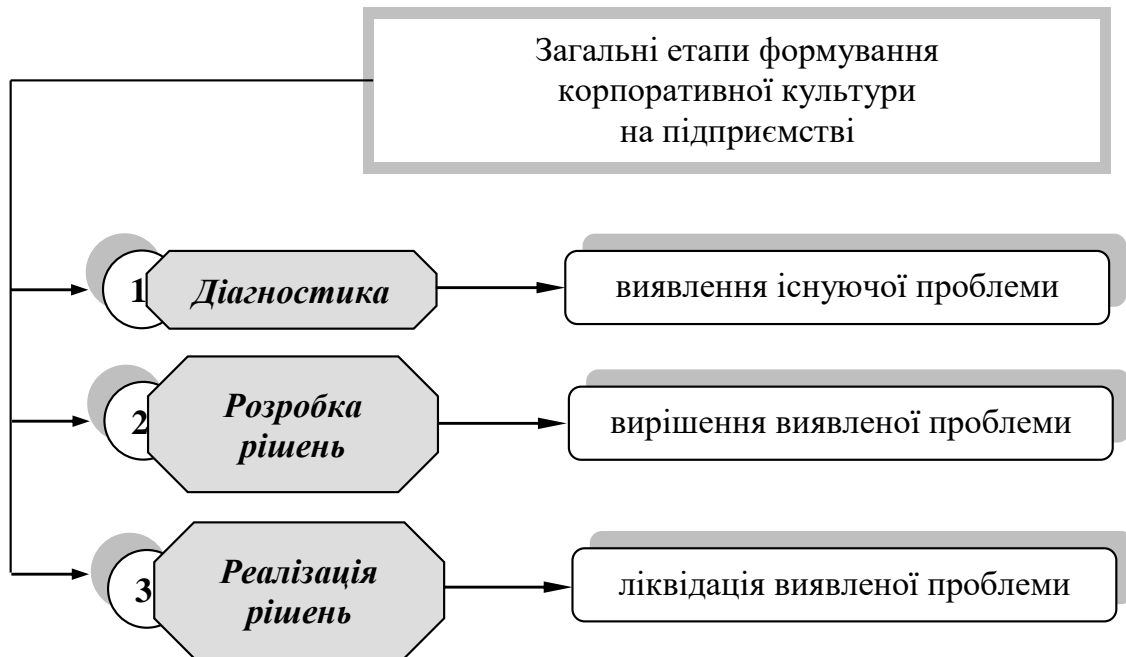 Загальні етапи формування
корпоративної культури
на підприємстві
1
Діагностика
виявлення існуючої проблеми
2
Розробка
рішень
вирішення виявленої проблеми
3
Реалізація
рішень
ліквідація виявленої проблеми